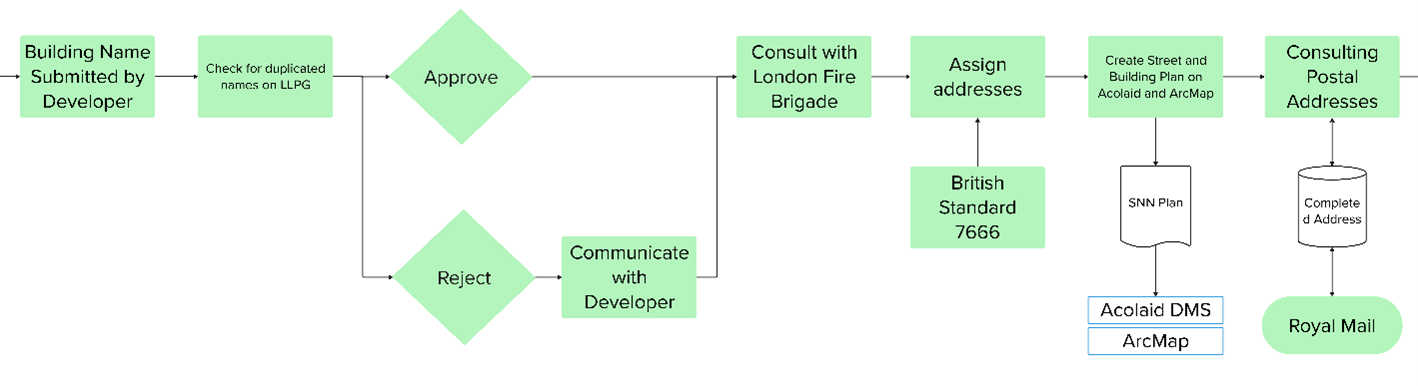 Building Name
Submitted by
Developer
Check for duplicated
names on LLPG
Approve
Reject
Communicate
with
Developer
Consult with
London Fire
Brigade
Assign
addresses
British
Standard
7666
Create Street and
Building Plan on
Acolaid and ArcMap
SNN Plan
Acolaid DMS
ArcMap
Consulting
Postal
Addresses
Complete
d Address
Royal Mail